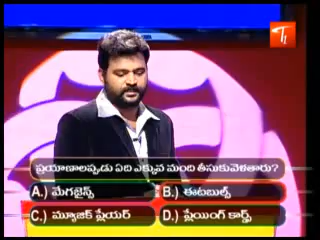 ప్రయాణాలప్పుడు ఏది ఎక్కువ మంది తీసుకువెళతారు?
A.) మేగజైన్స్
B.) ఈటబుల్స్
C.) మ్యూజిక్ ప్లేయర్
D.) ప్లేయింగ్ కార్డ్స్